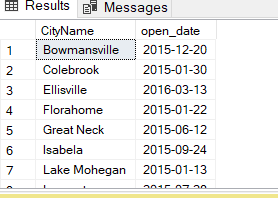 Results Messages
CityName open_date
1 Bowmansville 2015-12-20
2 Colebrook 2015-01-30
3 Ellisville 2016-03-13
4 Florahome 2015-01-22
5 Great Neck 2015-06-12
6 Isabela 2015-09-24
7 Lake Mohegan 2015-01-13